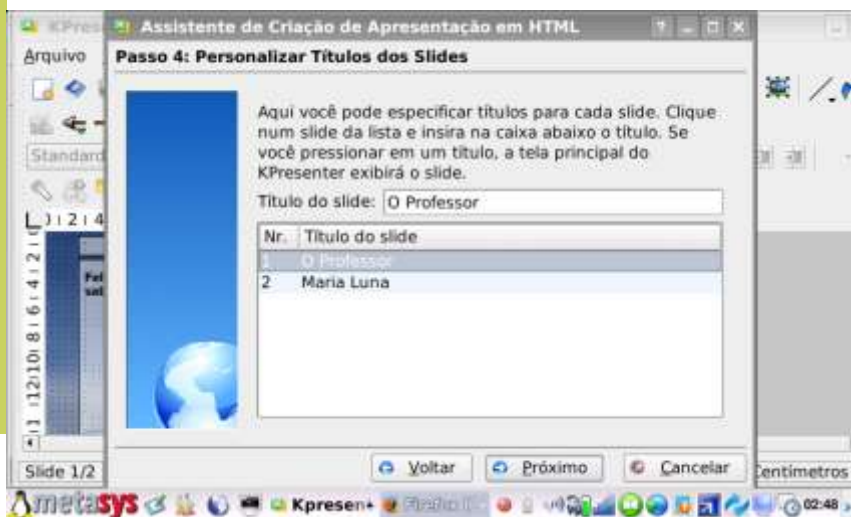 Assistente de Criação de Apresentação em HTML
Arquivo
Passo 4: Personalizar Títulos dos Slides
Aqui você pode especificar títulos para cada slide. Clique
num slide da lista e insira na caixa abaixo o título. Se
você pressionar em um título, a tela principal do
KPresenter exibirá o slide.
Standard
Título do slide: O Professor
Nr. Título do slide
1 O Professor
2 Maria Luna
Voltar Próximo Cancelar
Slide 1/2
Centímetros
metasys
Kpresen+
02:48